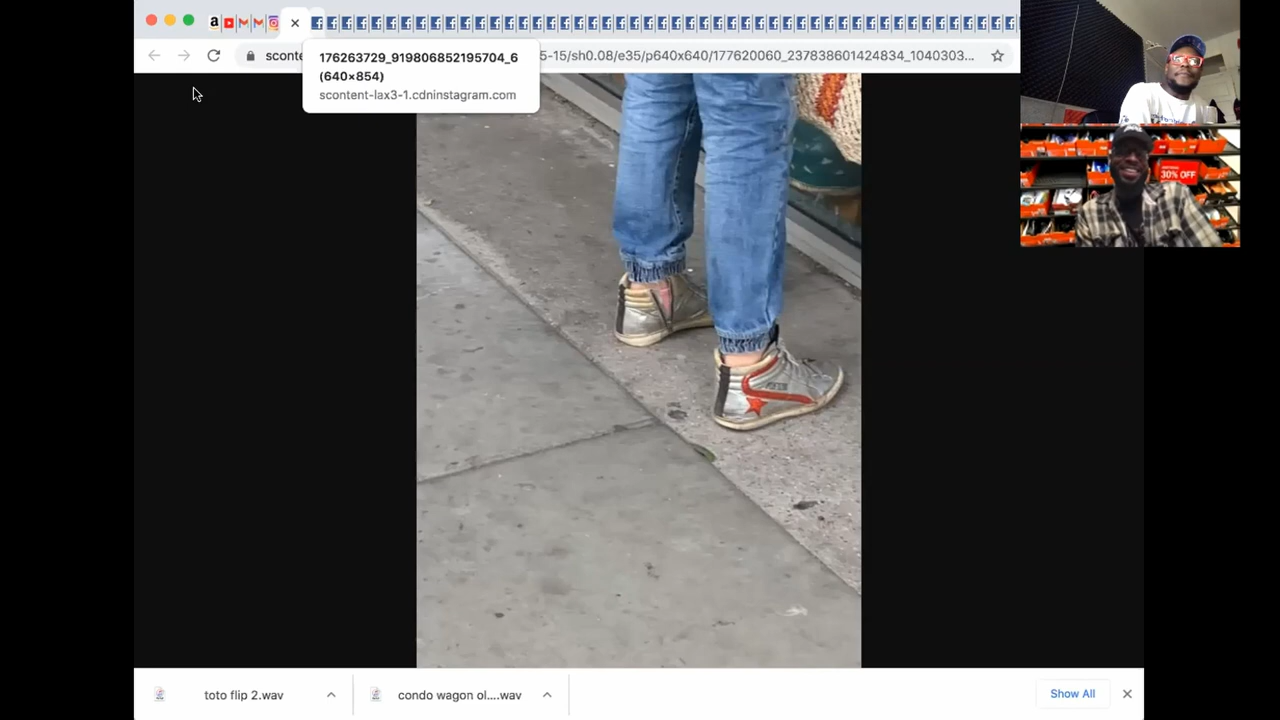 sconte
5-15/sh0.08/e35/p640x640/177620060_237838601424834_1040303...
176263729_919806852195704_6
(640×854)
scontent-lax3-1.cdninstagram.com
30% OFF
toto flip 2.wav
condo wagon ol....wav
Show All